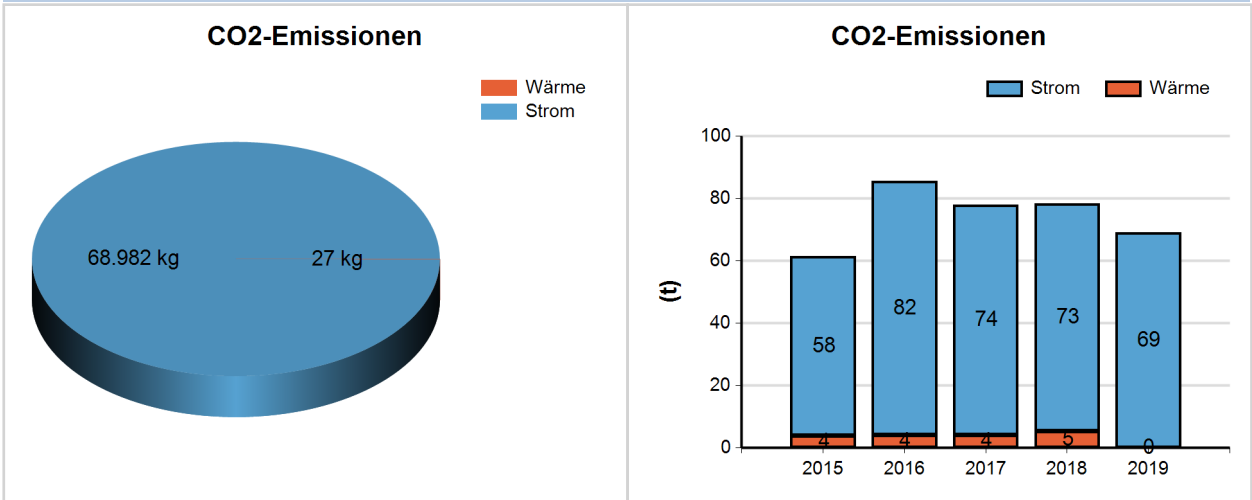 CO2-Emissionen
Wärme
Strom
68.982 kg
27 kg
CO2-Emissionen
Strom
Wärme
(t)
100
80
60
40
20
0
58
82
74
73
69
4
4
4
5
0
2015
2016
2017
2018
2019